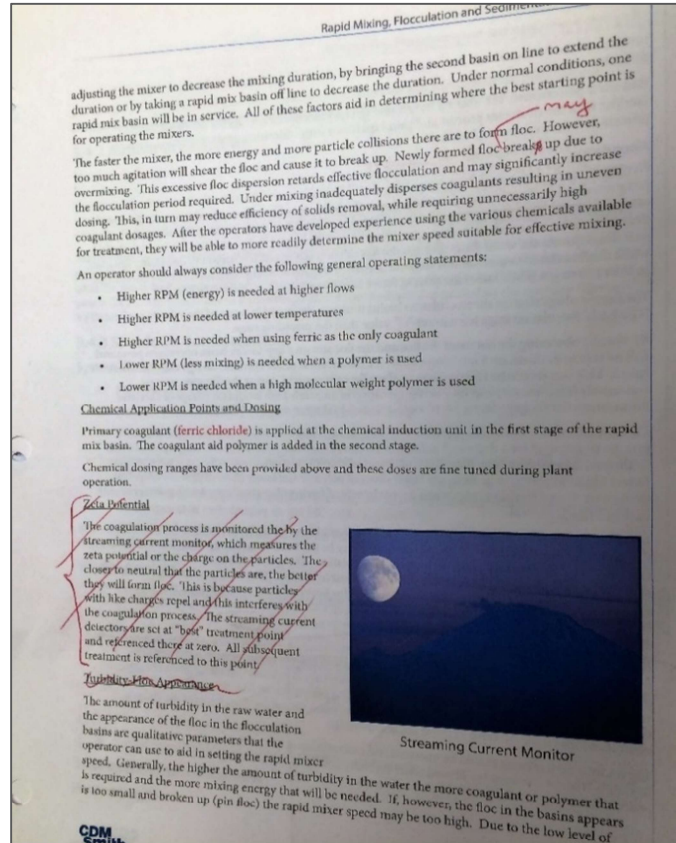 Rapid Mixing, Flocculation and
adjusting the mixer to decrease the mixing duration, by bringing the second basin on line to extend the
duration or by taking a rapid mix basin off line to decrease the duration. Under normal conditions, one
rapid mix basin will be in service. All of these factors aid in determining where the best starting point is
for operating the mixers.
may
The faster the mixer, the more energy and more particle collisions there are to form floc. However,
too much agitation will shear the floc and cause it to break up. Newly formed floc breaks up due to
overmixing. This excessive floc dispersion retards effective flocculation and may significantly increase
the flocculation period required. Under mixing inadequately disperses coagulants resulting in uneven
dosing. This, in turn may reduce efficiency of solids removal, while requiring unnecessarily high
coagulant dosages. After the operators have developed experience using the various chemicals available
for treatment, they will be able to more readily determine the mixer speed suitable for effective mixing.
An operator should always consider the following general operating statements:
• Higher RPM (energy) is needed at higher flows
• Higher RPM is needed at lower temperatures
• Higher RPM is needed when using ferric as the only coagulant
• Lower RPM (less mixing) is needed when a polymer is used
• Lower RPM is needed when a high molecular weight polymer is used
Chemical Application Points and Dosing
Primary coagulant (ferric chloride) is applied at the chemical induction unit in the first stage of the rapid
mix basin. The coagulant aid polymer is added in the second stage.
Chemical dosing ranges have been provided above and these doses are fine tuned during plant
operation.
Zeta Potential
The coagulation process is monitored the by the
streaming current monitor, which measures the
zeta potential or the charge on the particles. The
closer to neutral that the particles are, the better
they will form floc. This is because particles
with like charges repel and this interferes with
the coagulation process. The streaming current
detectory are set at "best" treatment point
and referenced there at zero. All subsequent
treatment is referenced to this point.
Turbidity Appearance
The amount of turbidity in the raw water and
the appearance of the floc in the flocculation
basins are qualitative parameters that the
operator can use to aid in setting the rapid mixer
speed. Generally, the higher the amount of turbidity in the water the more coagulant or polymer that
is required and the more mixing energy that will be needed. If, however, the floc in the basins appears
is too small and broken up (pin floc) the rapid mixer speed may be too high. Due to the low level of
Streaming Current Monitor
CDM
Smith